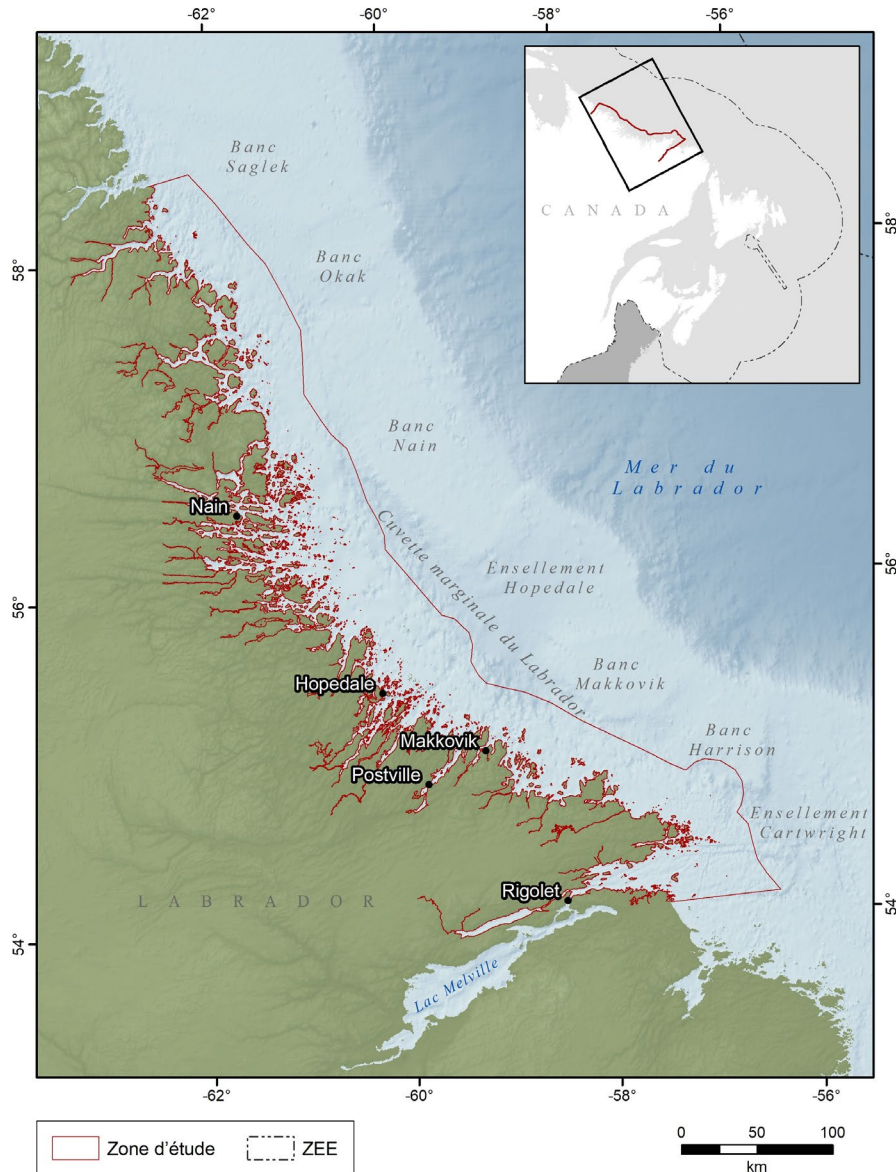 -62°
-60°
-58°
-56°
Banc
Saglek
CANADA
58°
58°
Banc
Okak
Banc
Nain
Mer du
Labrador
Nain
Cuvette marginale du Labrador
Ensellement
Hopedale
56°
56°
Banc
Makkovik
Hopedale
Makkovik
Banc
Harrison
Postville
Ensellement
Cartwright
Rigolet
LABRADOR
54°
54°
Lac Melville
-62°
-60°
-58°
-56°
Zone d'étude
ZEE
0 50 100
km